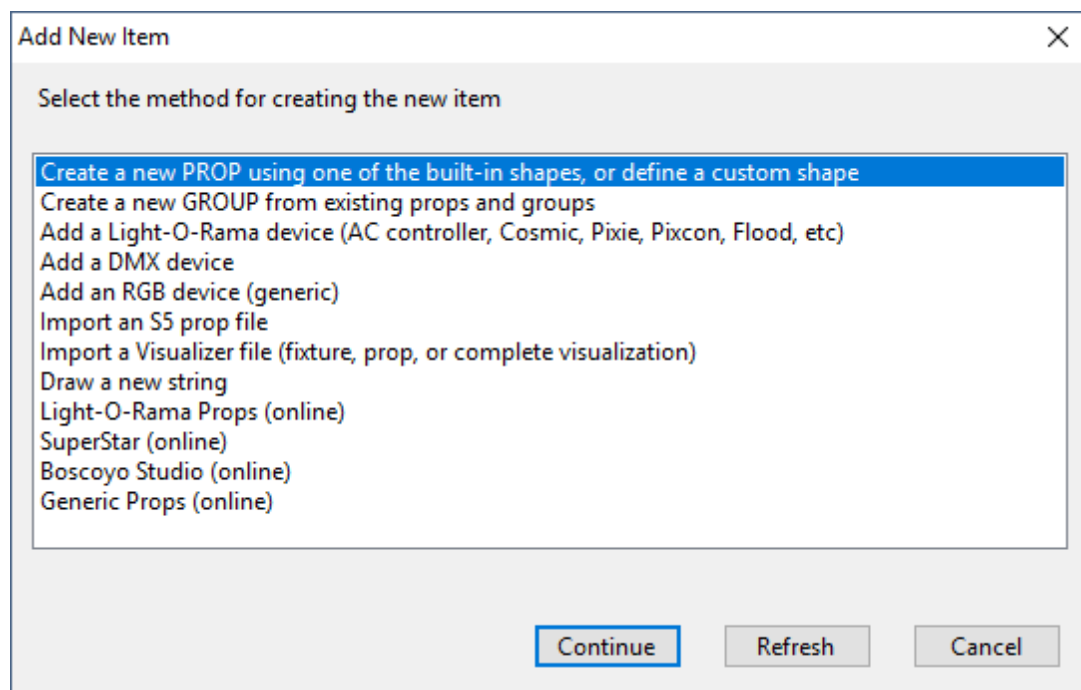 Add New Item
Select the method for creating the new item
Create a new PROP using one of the built-in shapes, or define a custom shape
Create a new GROUP from existing props and groups
Add a Light-O-Rama device (AC controller, Cosmic, Pixie, Pixcon, Flood, etc)
Add a DMX device
Add an RGB device (generic)
Import an S5 prop file
Import a Visualizer file (fixture, prop, or complete visualization)
Draw a new string
Light-O-Rama Props (online)
SuperStar (online)
Boscoyo Studio (online)
Generic Props (online)
Continue Refresh Cancel